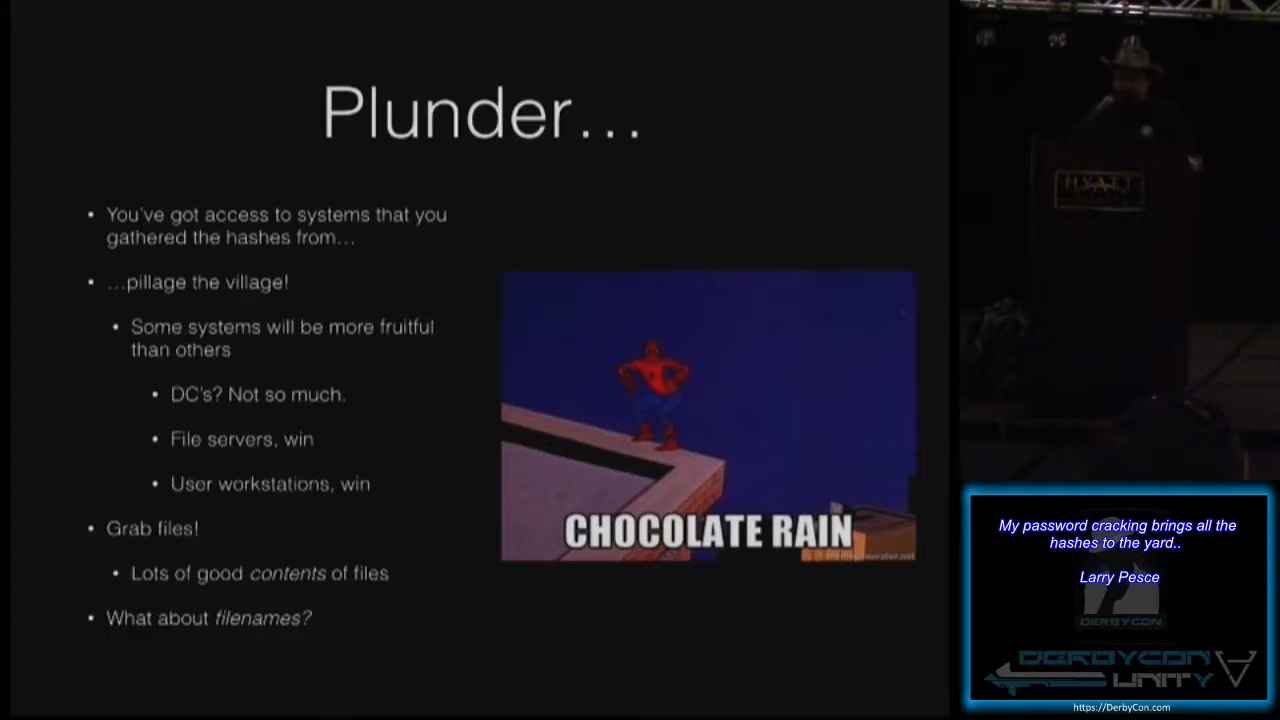 Plunder...
• You've got access to systems that you
gathered the hashes from...
• ...pillage the village!
• Some systems will be more fruitful
than others
• DC's? Not so much.
• File servers, win
• User workstations, win
• Grab files!
• Lots of good contents of files
• What about filenames?
CHOCOLATE RAIN
HYATT
My password cracking brings all the
hashes to the yard..
Larry Pesce
DERBYCON
DERBYCON
UNITY
https://DerbyCon.com